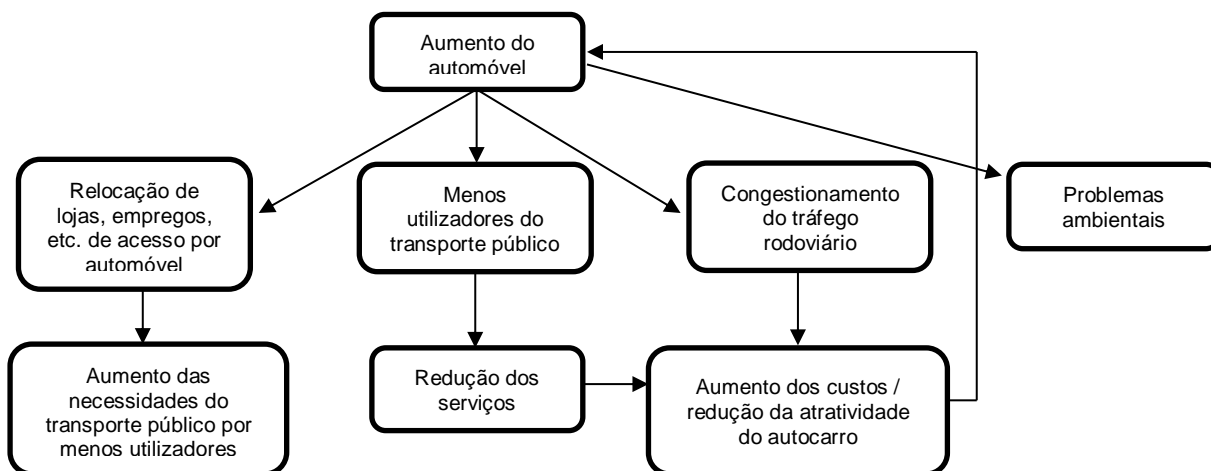 Aumento do
automóvel
Relocação de
lojas, empregos,
etc. de acesso por
automóvel
Menos
utilizadores do
transporte público
Congestionamento
do tráfego
rodoviário
Problemas
ambientais
Aumento das
necessidades do
transporte público por
menos utilizadores
Redução dos
serviços
Aumento dos custos /
redução da atratividade
do autocarro